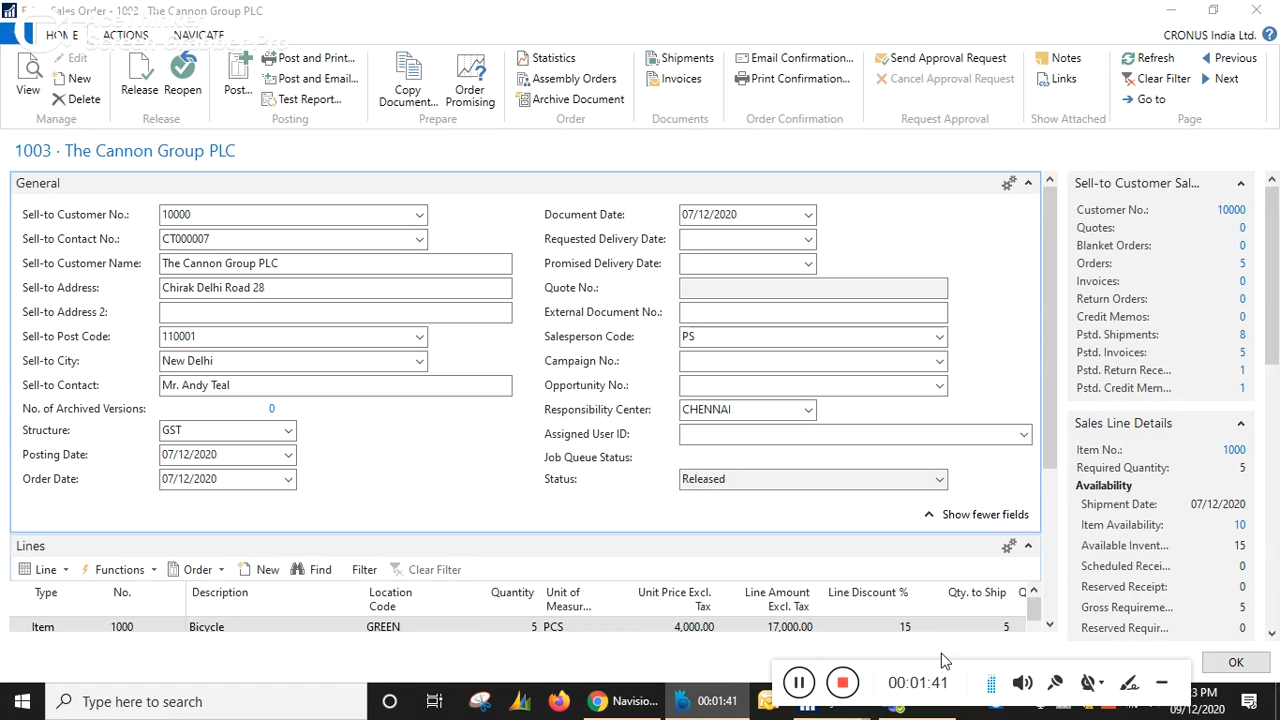 Sales Order - 1003 · The Cannon Group PLC
HOME ACTIONS NAVIGATE
CRONUS India Ltd.
View
Edit
New
Delete
Manage
Release Reopen
Release
Post...
Post and Print...
Post and Email...
Test Report...
Posting
Copy Document...
Order Promising
Prepare
Statistics
Assembly Orders
Archive Document
Order
Shipments
Invoices
Documents
Email Confirmation...
Print Confirmation...
Order Confirmation
Send Approval Request
Cancel Approval Request
Request Approval
Notes
Links
Show Attached
Refresh
Clear Filter
Go to
Previous
Next
Page
1003 · The Cannon Group PLC
General
Sell-to Customer No.: 10000
Sell-to Contact No.: CT000007
Sell-to Customer Name: The Cannon Group PLC
Sell-to Address: Chirak Delhi Road 28
Sell-to Address 2:
Sell-to Post Code: 110001
Sell-to City: New Delhi
Sell-to Contact: Mr. Andy Teal
No. of Archived Versions: 0
Structure: GST
Posting Date: 07/12/2020
Order Date: 07/12/2020
Document Date: 07/12/2020
Requested Delivery Date:
Promised Delivery Date:
Quote No.:
External Document No.:
Salesperson Code: PS
Campaign No.:
Opportunity No.:
Responsibility Center: CHENNAI
Assigned User ID:
Job Queue Status:
Status: Released
Show fewer fields
Sell-to Customer Sal...
Customer No.: 10000
Quotes: 0
Blanket Orders: 0
Orders: 5
Invoices: 0
Return Orders: 0
Credit Memos: 0
Pstd. Shipments: 8
Pstd. Invoices: 5
Pstd. Return Rece... 1
Pstd. Credit Mem... 1
Sales Line Details
Item No.: 1000
Required Quantity: 5
Availability
Shipment Date: 07/12/2020
Item Availability: 10
Available Invent... 15
Scheduled Recei... 0
Reserved Receipt: 0
Gross Requireme... 5
Reserved Requir... 0
Lines
Line Functions Order New Find Filter Clear Filter
Type No. Description Location Code Quantity Unit of Measur... Unit Price Excl. Tax Line Amount Excl. Tax Line Discount % Qty. to Ship
Item 1000 Bicycle GREEN 5 PCS 4,000.00 17,000.00 15 5
OK
00:01:41
Type here to search
Navisio...
00:01:41
09/12/2020